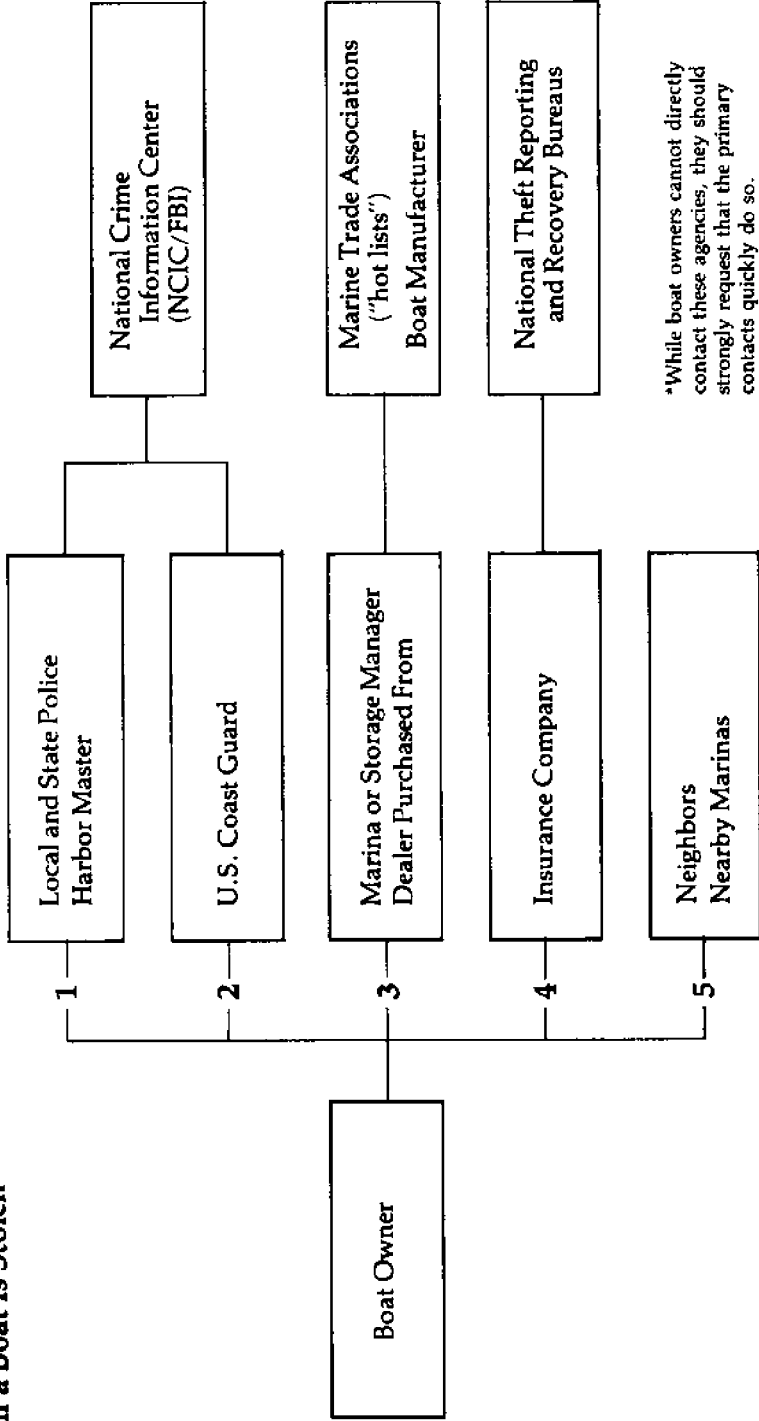 If a Boat Is Stolen
Boat Owner
1
Local and State Police
Harbor Master
2
U.S. Coast Guard
3
Marina or Storage Manager
Dealer Purchased From
4
Insurance Company
5
Neighbors
Nearby Marinas
National Crime
Information Center
(NCIC/FBI)
Marine Trade Associations
("hot lists")
Boat Manufacturer
National Theft Reporting
and Recovery Bureaus
*While boat owners cannot directly
contact these agencies, they should
strongly request that the primary
contacts quickly do so.